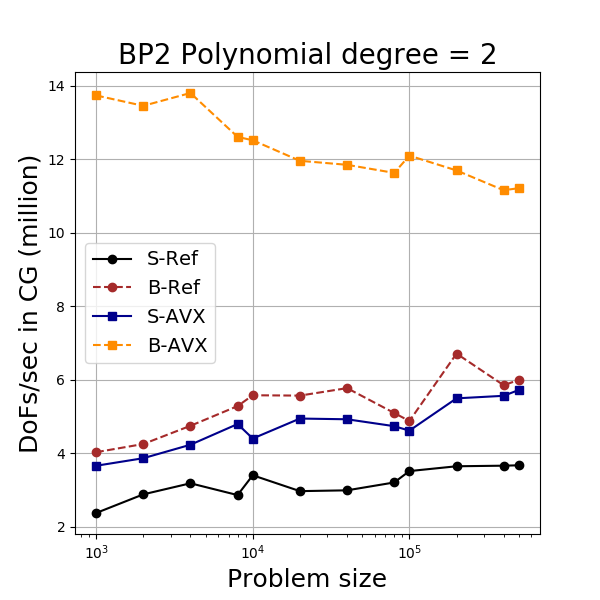 BP2 Polynomial degree = 2
DoFs/sec in CG (million)
14
12
10
8
6
4
2
S-Ref
B-Ref
S-AVX
B-AVX
10³
10⁴
10⁵
Problem size